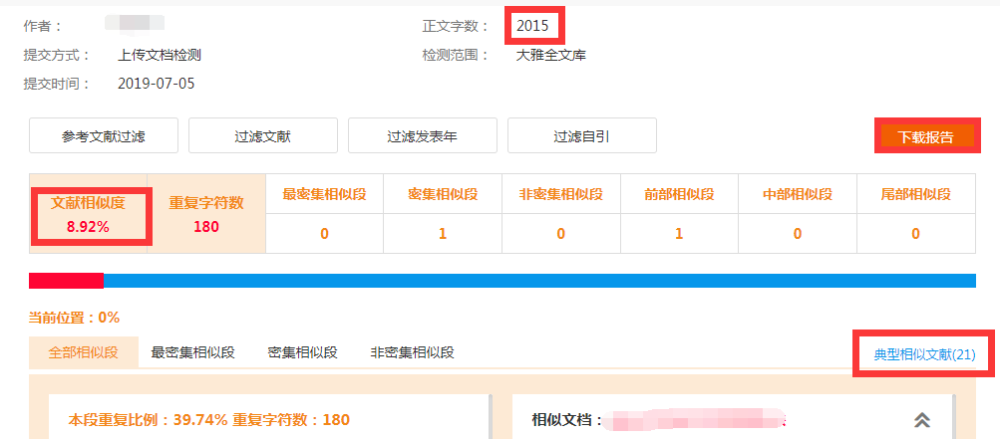 作者： 正文字数： 2015
提交方式： 上传文档检测 检测范围： 大雅全文库
提交时间： 2019-07-05
参考文献过滤 过滤文献 过滤发表年 过滤自引 下载报告
文献相似度 重复字符数 最密集相似段 密集相似段 非密集相似段 前部相似段 中部相似段 尾部相似段
8.92% 180 0 1 0 1 0 0
当前位置：0%
全部相似段 最密集相似段 密集相似段 非密集相似段 典型相似文献(21)
本段重复比例：39.74% 重复字符数：180 相似文档：